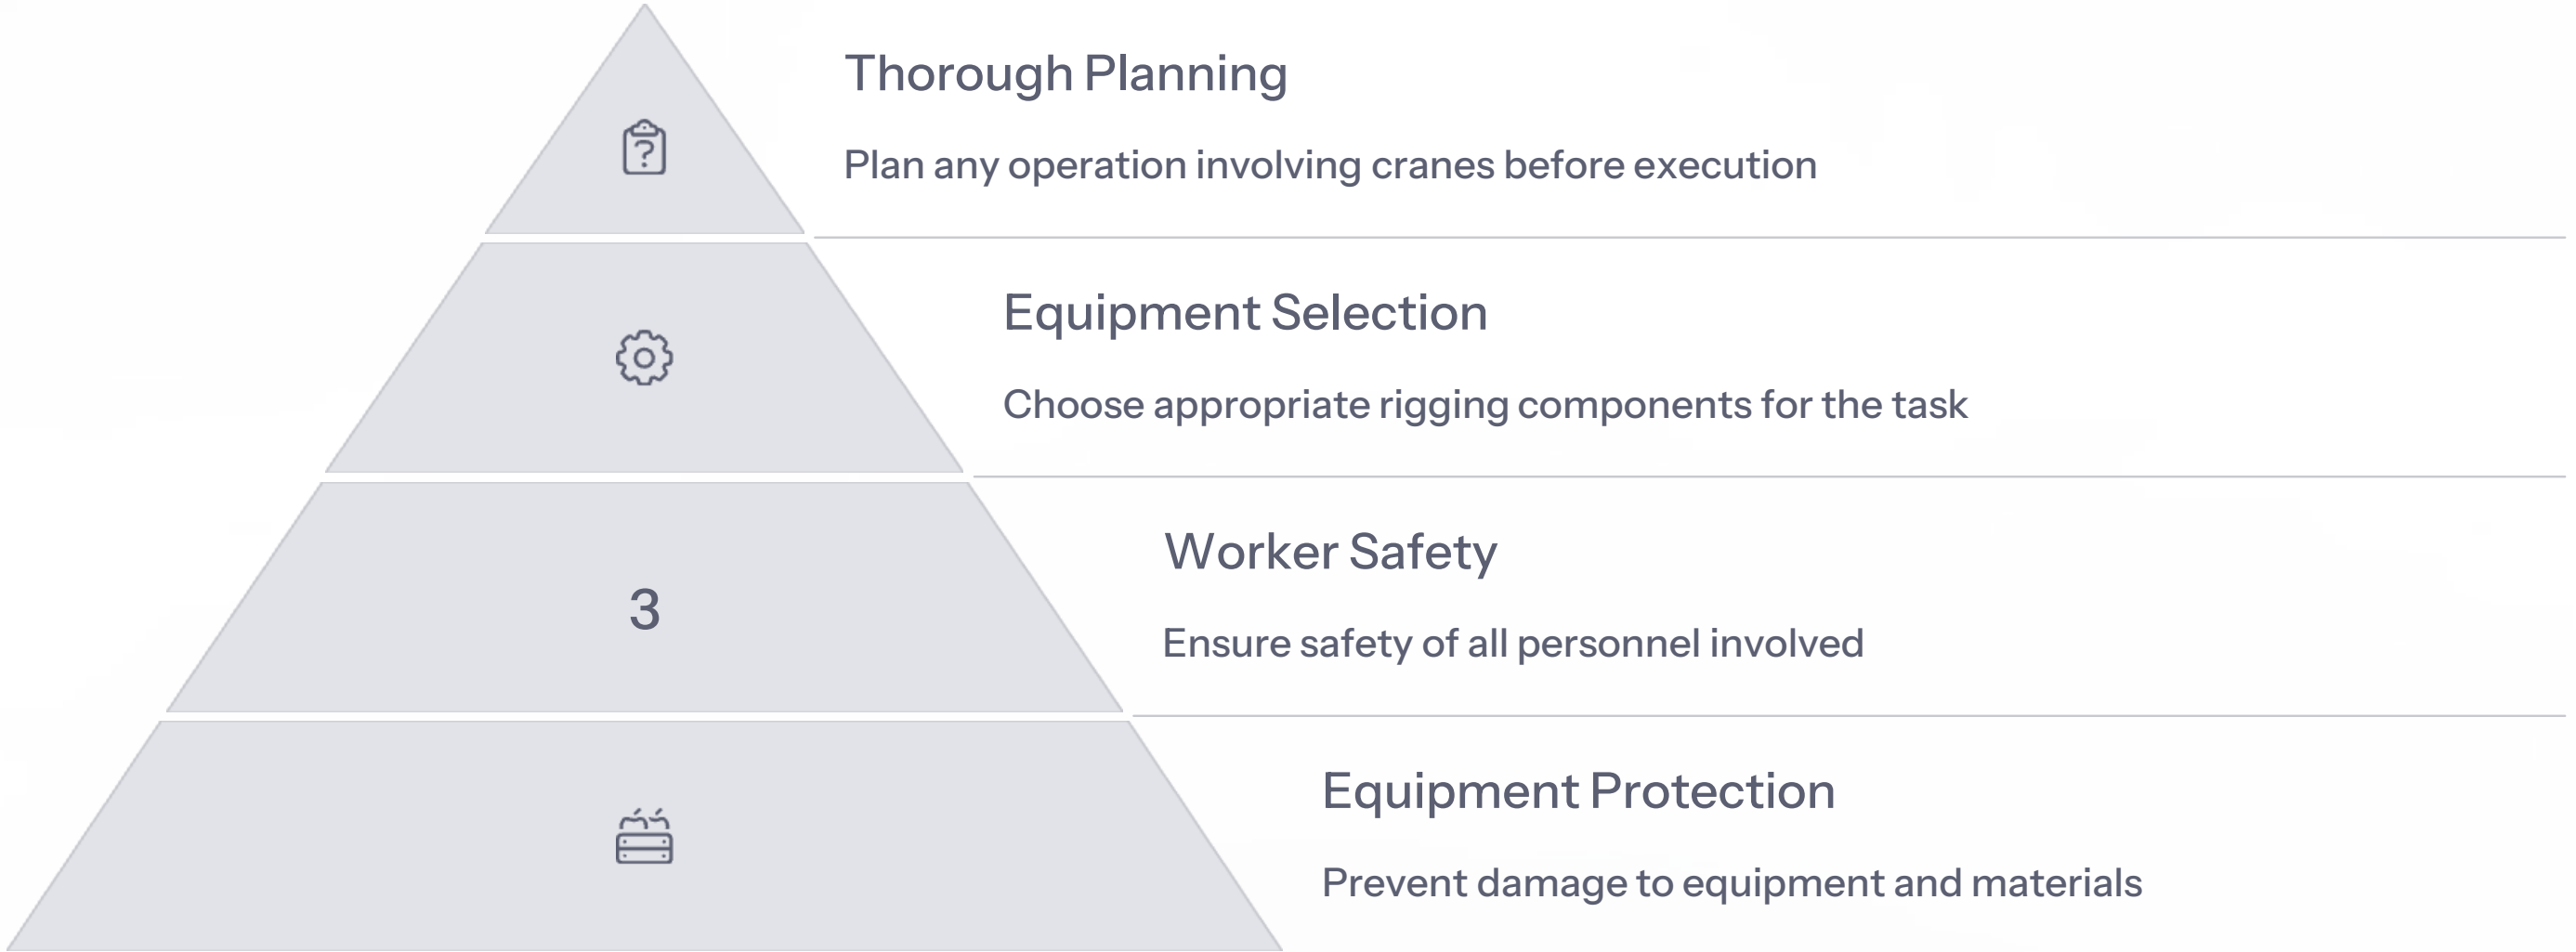 Thorough Planning
?
Plan any operation involving cranes before execution
Equipment Selection
Choose appropriate rigging components for the task
Worker Safety
3
Ensure safety of all personnel involved
Equipment Protection
Prevent damage to equipment and materials